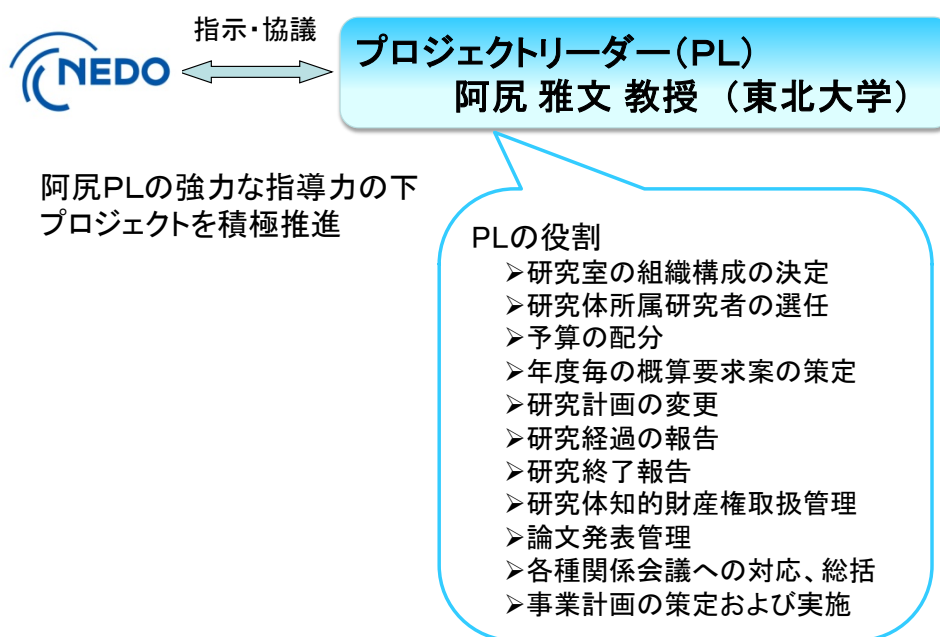 指示・協議
NEDO
プロジェクトリーダー（PL）
阿尻 雅文 教授 （東北大学）
阿尻PLの強力な指導力の下
プロジェクトを積極推進
PLの役割
➢研究室の組織構成の決定
➢研究体所属研究者の選任
➢予算の配分
➢年度毎の概算要求案の策定
➢研究計画の変更
➢研究経過の報告
➢研究終了報告
➢研究体知的財産権取扱管理
➢論文発表管理
➢各種関係会議への対応、総括
➢事業計画の策定および実施